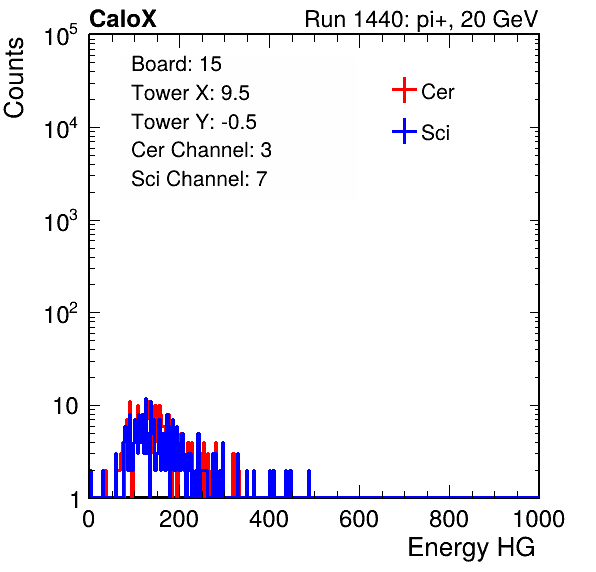 CaloX
Run 1440: pi+, 20 GeV
Counts
Board: 15
Tower X: 9.5
Tower Y: -0.5
Cer Channel: 3
Sci Channel: 7
Cer
Sci
10^5
10^4
10^3
10^2
10
1
0 200 400 600 800 1000
Energy HG